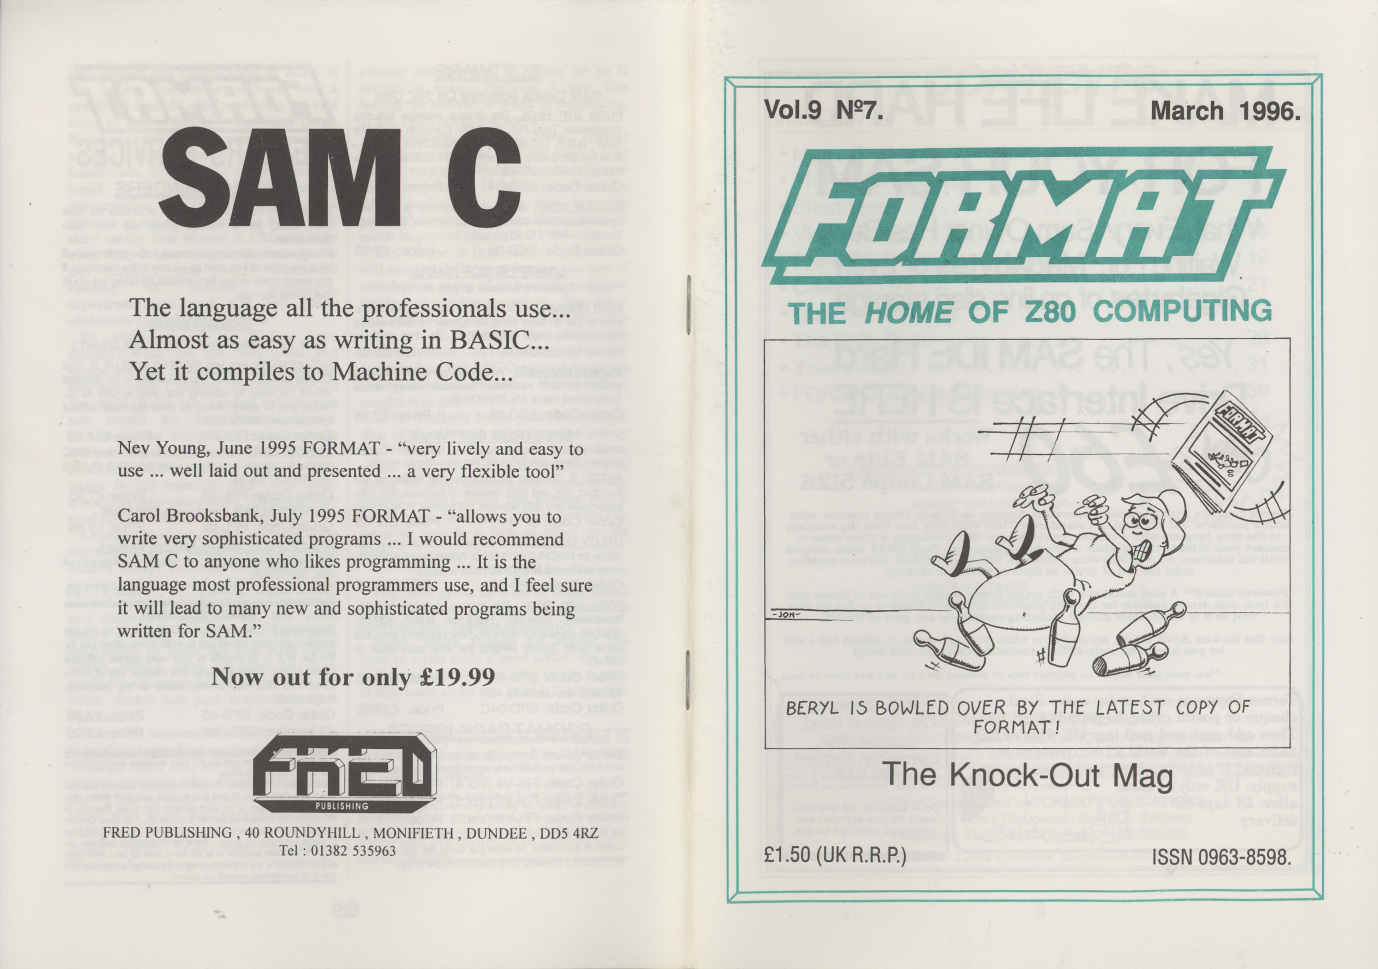 SAM C
The language all the professionals use...
Almost as easy as writing in BASIC...
Yet it compiles to Machine Code...
Nev Young, June 1995 FORMAT - “very lively and easy to
use ... well laid out and presented ... a very flexible tool”
Carol Brooksbank, July 1995 FORMAT - “allows you to
write very sophisticated programs ... I would recommend
SAM C to anyone who likes programming ... It is the
language most professional programmers use, and I feel sure
it will lead to many new and sophisticated programs being
written for SAM.”
Now out for only £19.99
FRED
PUBLISHING
FRED PUBLISHING , 40 ROUNDYHILL , MONIFIETH , DUNDEE , DD5 4RZ
Tel : 01382 535963
Vol.9 Nº7. March 1996.
FORMAT
THE HOME OF Z80 COMPUTING
FORMAT
-JON-
BERYL IS BOWLED OVER BY THE LATEST COPY OF
FORMAT!
The Knock-Out Mag
£1.50 (UK R.R.P.) ISSN 0963-8598.